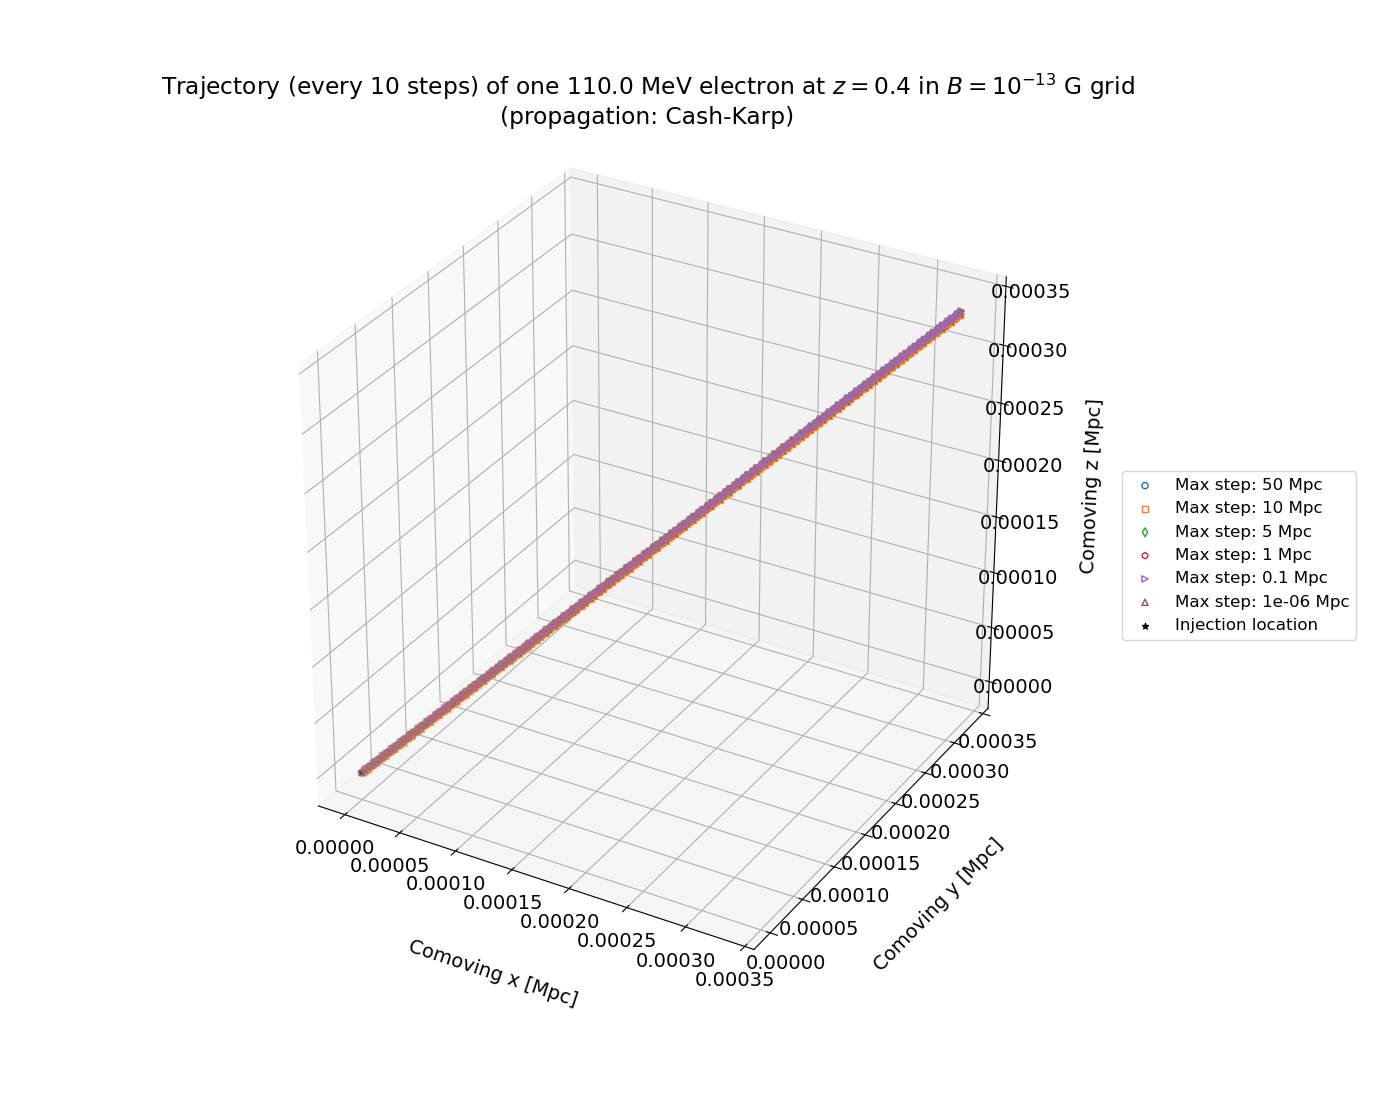 Trajectory (every 10 steps) of one 110.0 MeV electron at z = 0.4 in B = 10⁻¹³ G grid
(propagation: Cash-Karp)
0.00035
0.00030
0.00025
0.00020
0.00015
0.00010
0.00005
0.00000
Comoving z [Mpc]
Max step: 50 Mpc
Max step: 10 Mpc
Max step: 5 Mpc
Max step: 1 Mpc
Max step: 0.1 Mpc
Max step: 1e-06 Mpc
Injection location
0.00035
0.00030
0.00025
0.00020
0.00015
0.00010
0.00005
0.00000
Comoving y [Mpc]
0.00000
0.00005
0.00010
0.00015
0.00020
0.00025
0.00030
0.00035
Comoving x [Mpc]